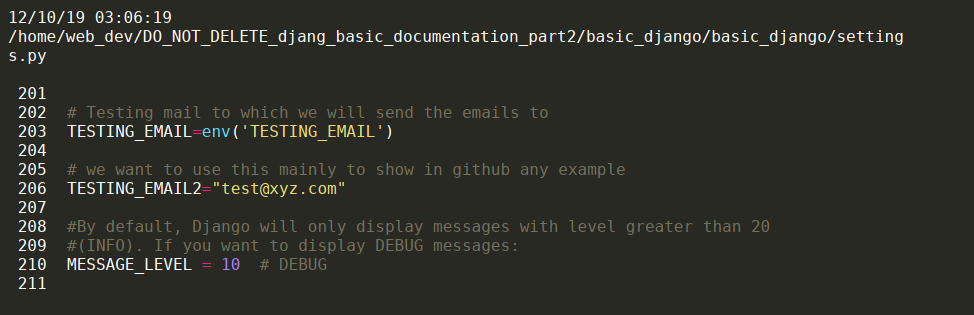 12/10/19 03:06:19
/home/web_dev/DO_NOT_DELETE_djang_basic_documentation_part2/basic_django/basic_django/setting
s.py
201
202 # Testing mail to which we will send the emails to
203 TESTING_EMAIL=env('TESTING_EMAIL')
204
205 # we want to use this mainly to show in github any example
206 TESTING_EMAIL2="test@xyz.com"
207
208 #By default, Django will only display messages with level greater than 20
209 #(INFO). If you want to display DEBUG messages:
210 MESSAGE_LEVEL = 10  # DEBUG
211